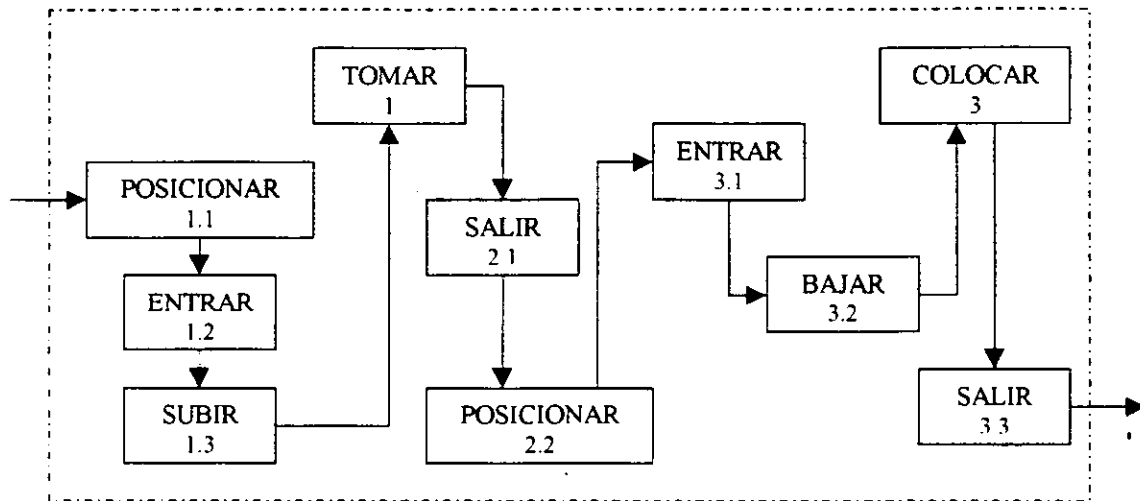 POSICIONAR
1.1
ENTRAR
1.2
SUBIR
1.3
TOMAR
1
SALIR
2.1
POSICIONAR
2.2
ENTRAR
3.1
BAJAR
3.2
COLOCAR
3
SALIR
3.3